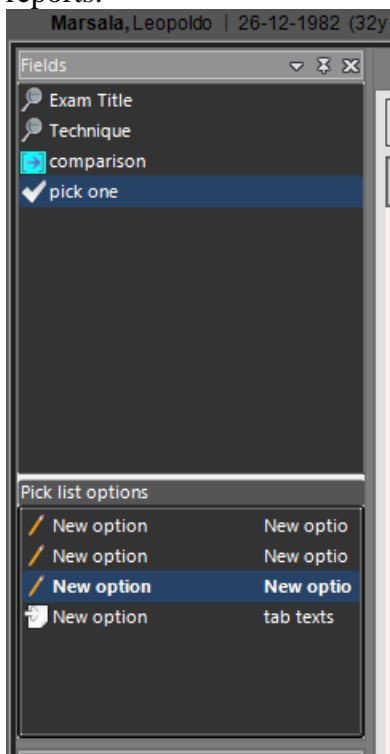 reports.
Marsala, Leopoldo | 26-12-1982 (32y
Fields
Exam Title
Technique
comparison
pick one
Pick list options
New option New optio
New option New optio
New option New optio
New option tab texts